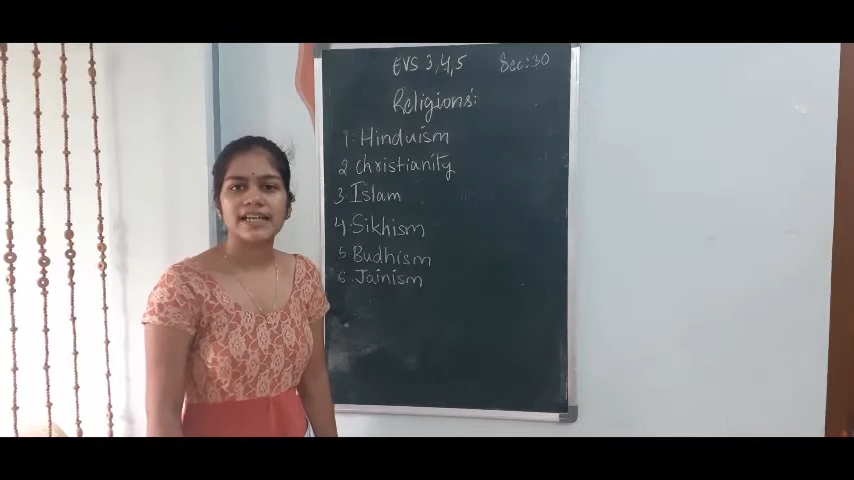 EVS 3,4,5 Sec:30
Religions:
1. Hinduism
2 Christianity
3. Islam
4. Sikhism
5. Budhism
6. Jainism